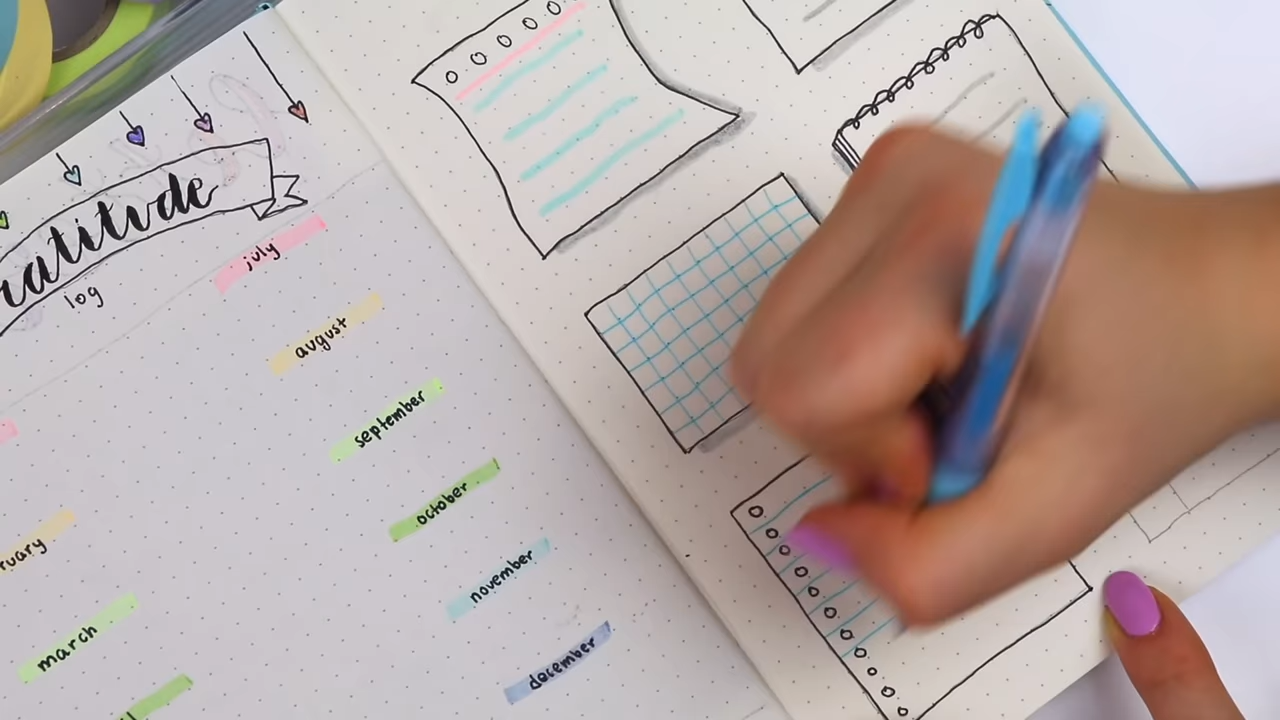 ratitude
log
july
august
september
october
november
december
ruary
march